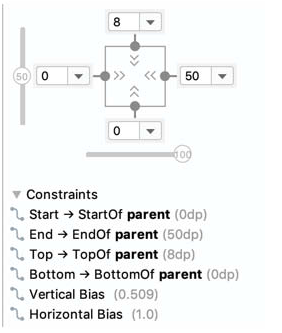 8
50 0 50
0
100
Constraints
Start → StartOf parent (0dp)
End → EndOf parent (50dp)
Top → TopOf parent (8dp)
Bottom → BottomOf parent (0dp)
Vertical Bias (0.509)
Horizontal Bias (1.0)